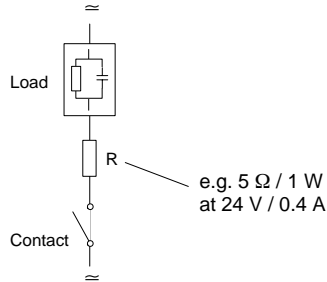 ≃
Load
R
e.g. 5 Ω / 1 W
at 24 V / 0.4 A
Contact
≃